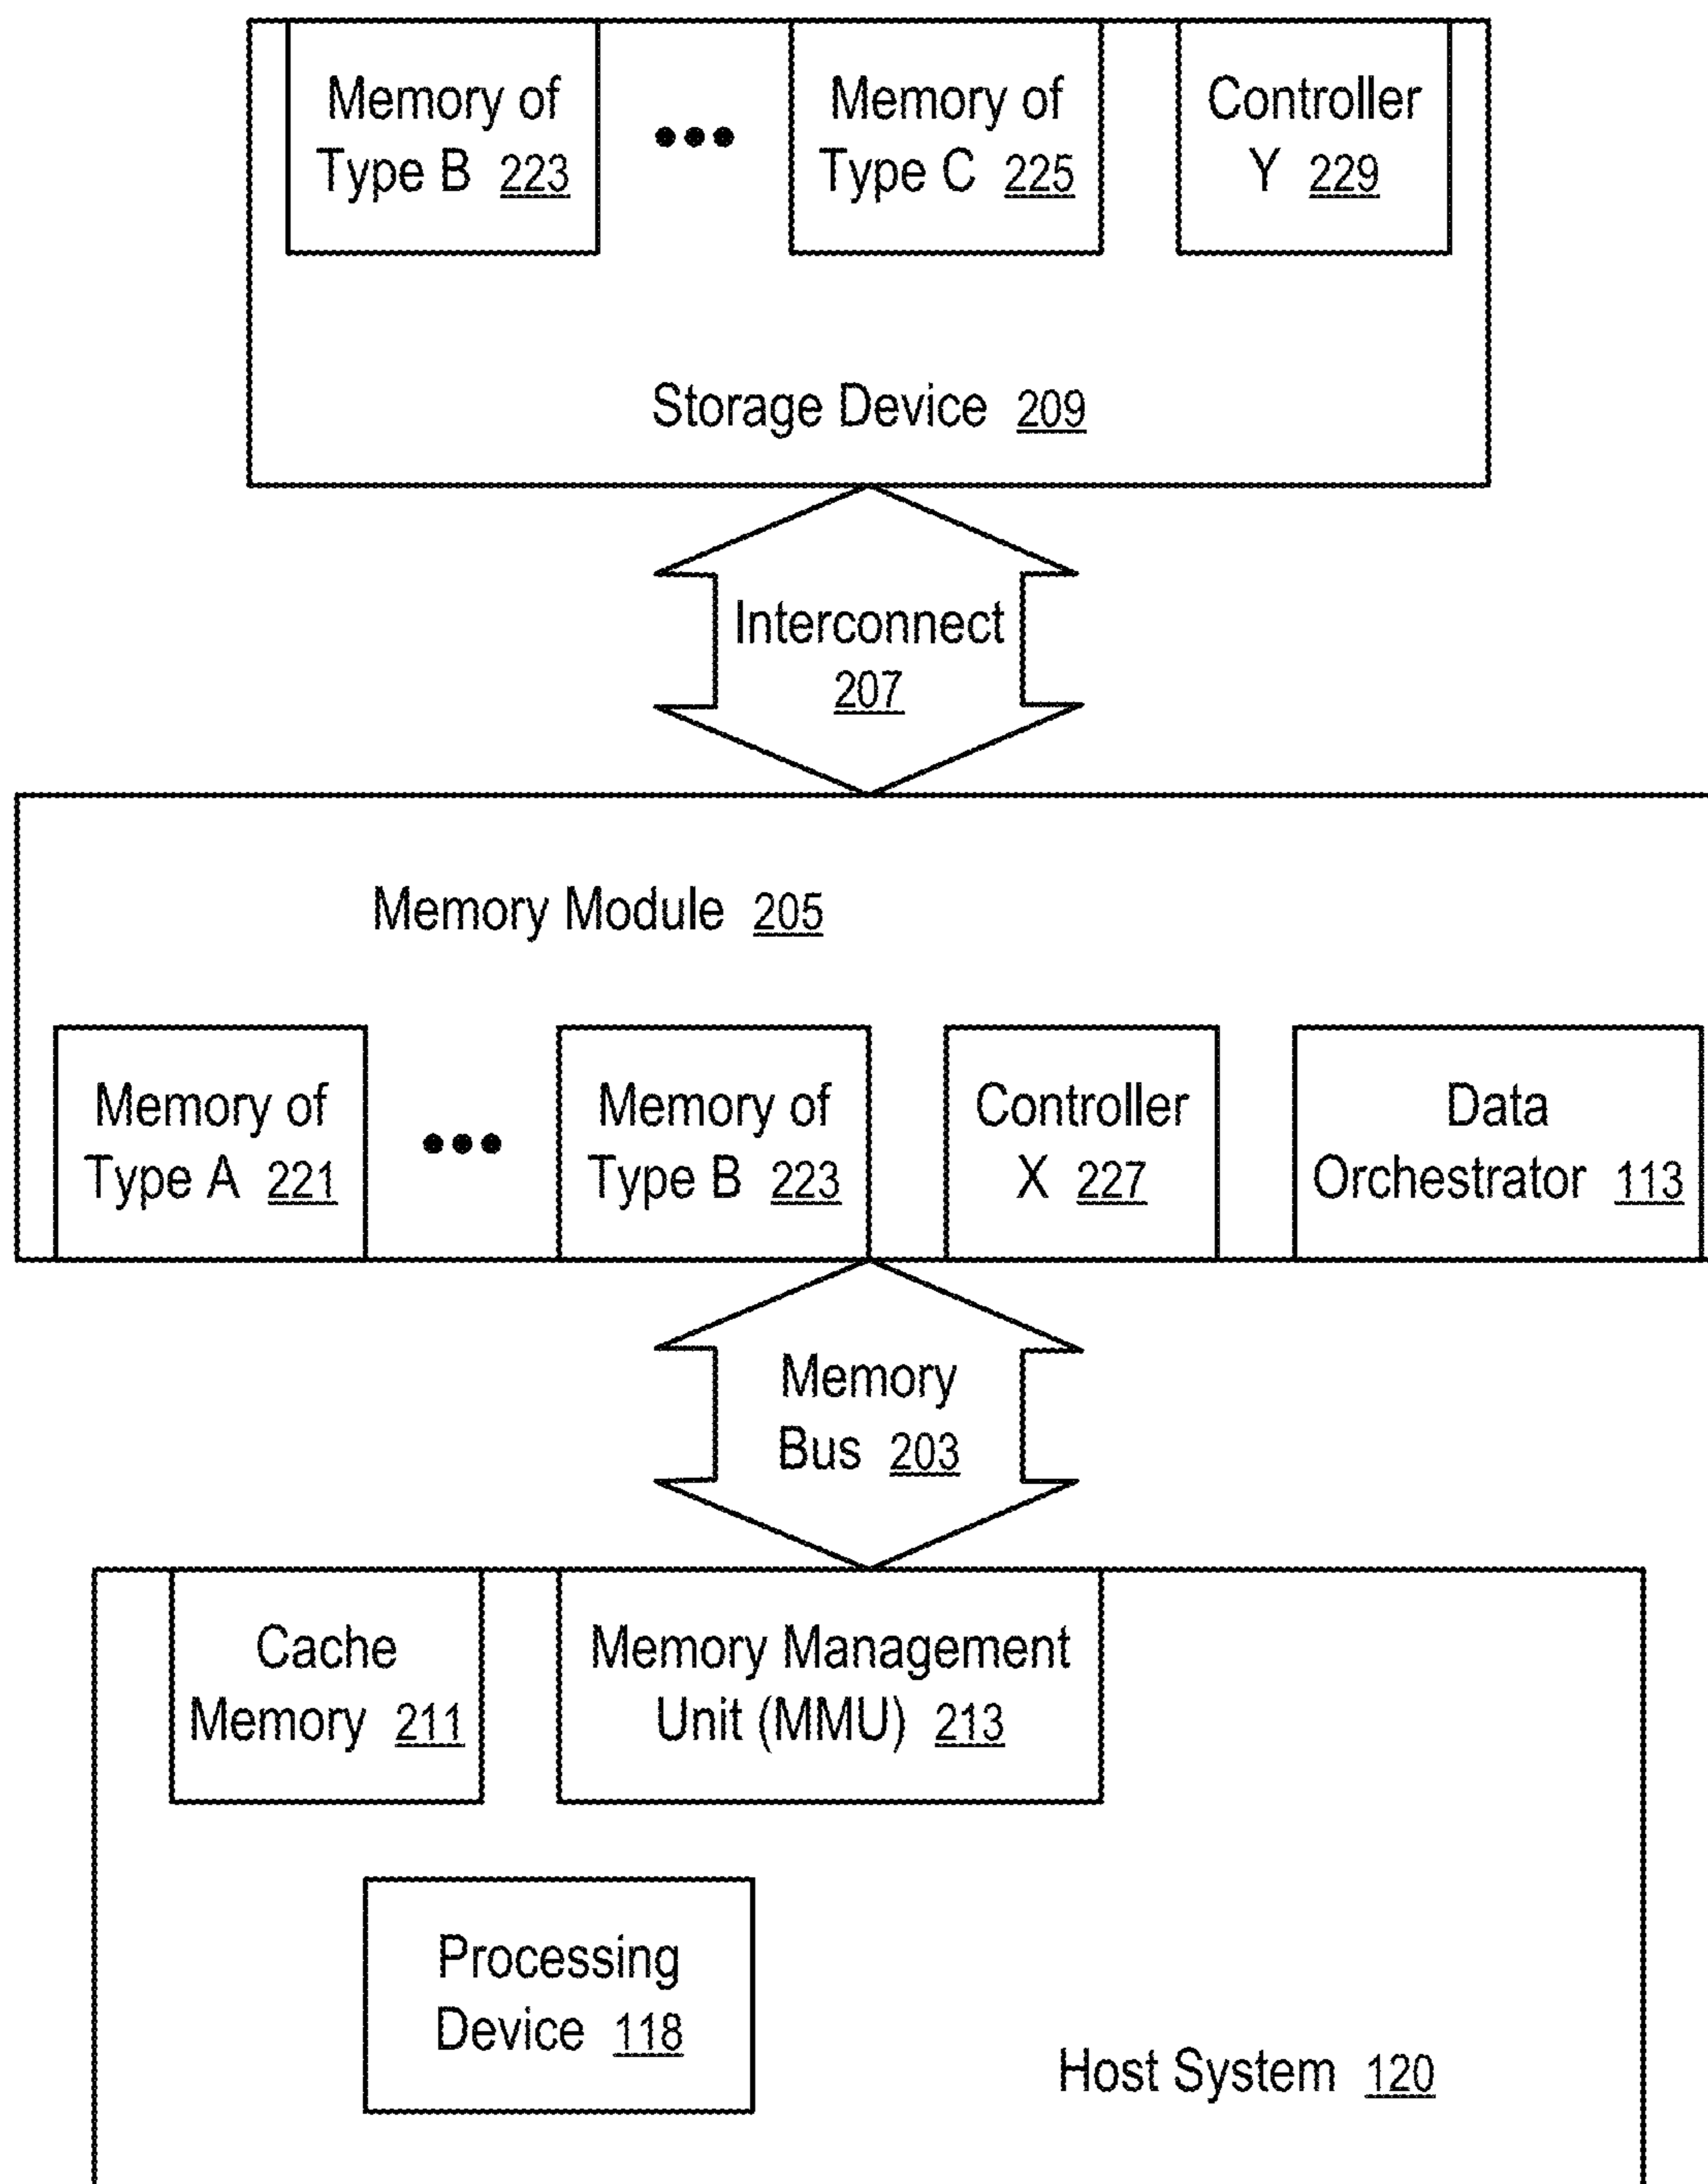 Memory of
Type B 223
Memory of
Type C 225
Controller
Y 229
Storage Device 209
Interconnect
207
Memory Module 205
Memory of
Type A 221
Memory of
Type B 223
Controller
X 227
Data
Orchestrator 113
Memory
Bus 203
Cache
Memory 211
Memory Management
Unit (MMU) 213
Processing
Device 118
Host System 120